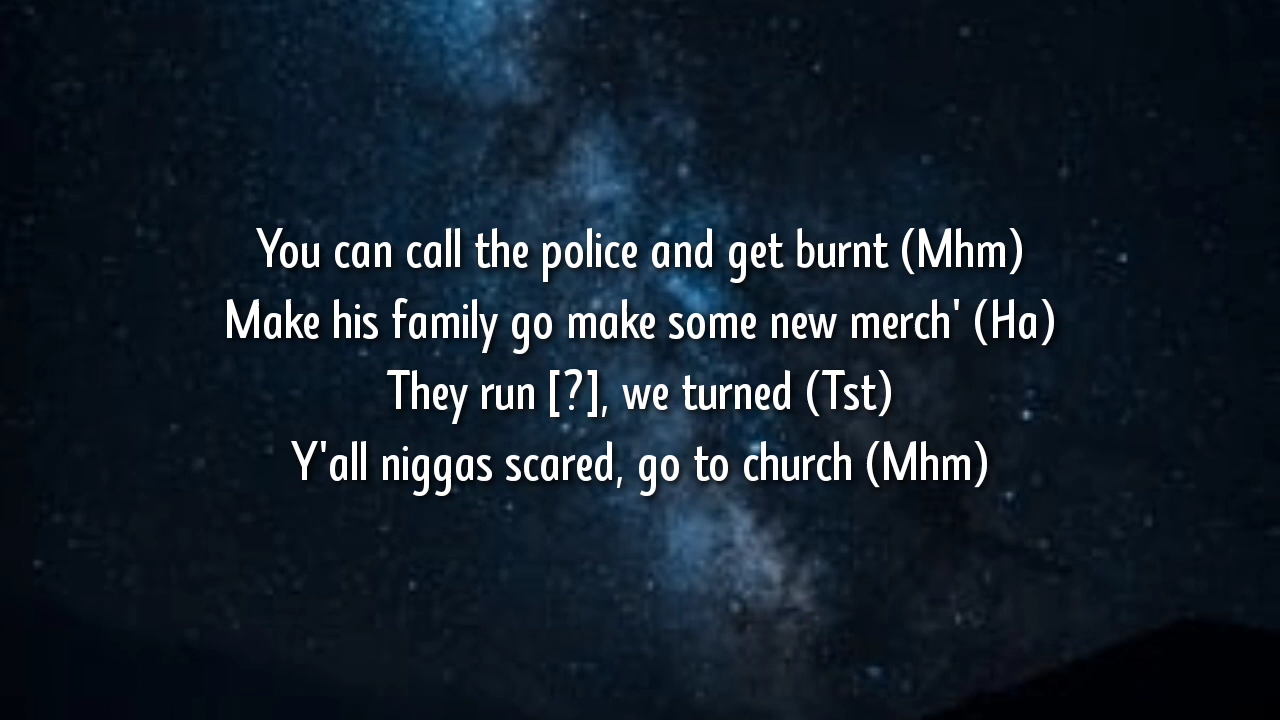 You can call the police and get burnt (Mhm)
Make his family go make some new merch' (Ha)
They run [?], we turned (Tst)
Y'all niggas scared, go to church (Mhm)